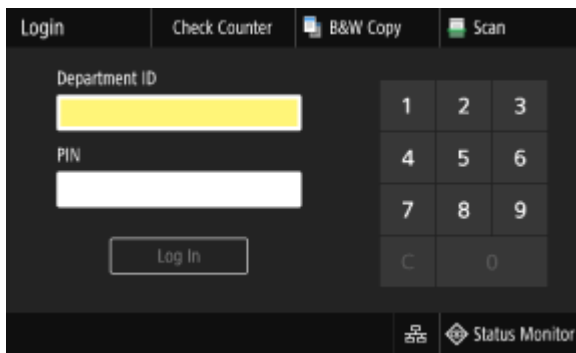 Login Check Counter B&W Copy Scan
Department ID
1 2 3
PIN
4 5 6
7 8 9
Log In
C 0
Status Monitor